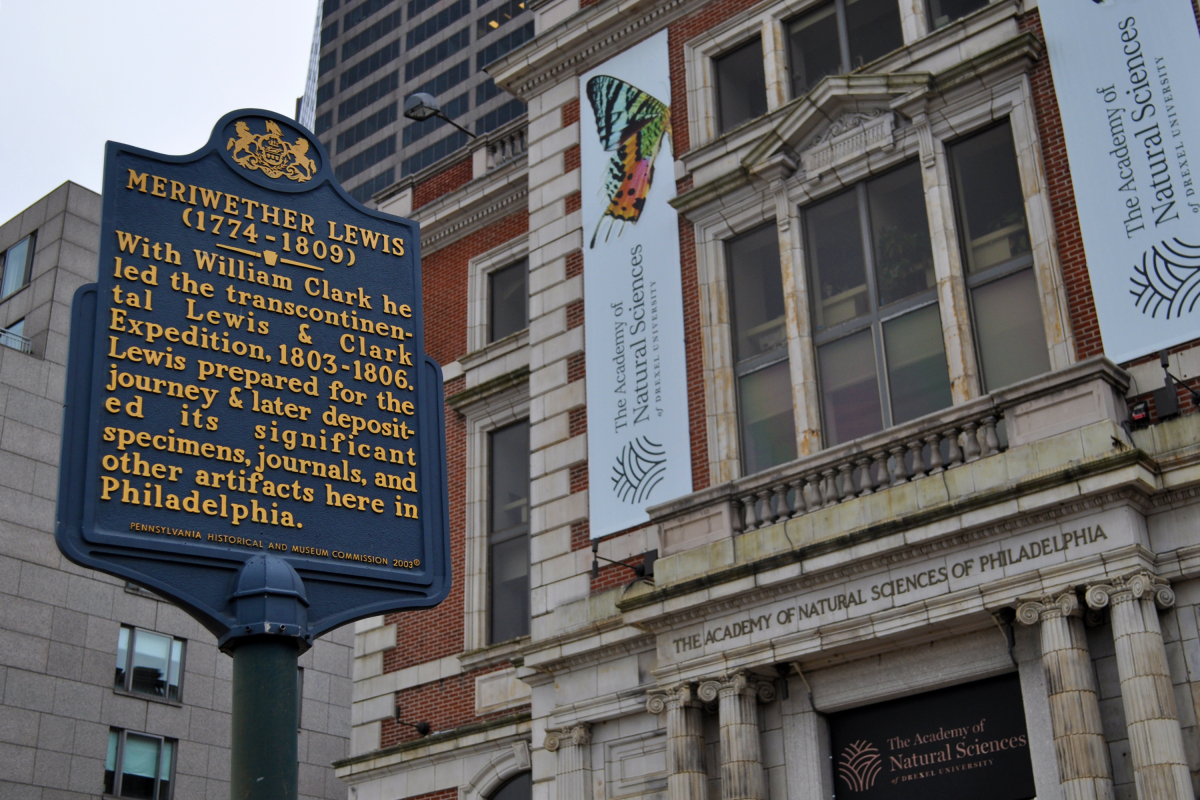 MERIWETHER LEWIS
(1774-1809)
With William Clark he
led the transcontinen-
tal Lewis & Clark
Expedition, 1803-1806.
Lewis prepared for the
journey & later deposit-
ed its significant
specimens, journals, and
other artifacts here in
Philadelphia.
PENNSYLVANIA HISTORICAL AND MUSEUM COMMISSION 2003©
The Academy of
Natural Sciences
of DREXEL UNIVERSITY
The Academy of
Natural Sciences
of DREXEL UNIVERSITY
THE ACADEMY OF NATURAL SCIENCES OF PHILADELPHIA
The Academy of
Natural Sciences
of DREXEL UNIVERSITY